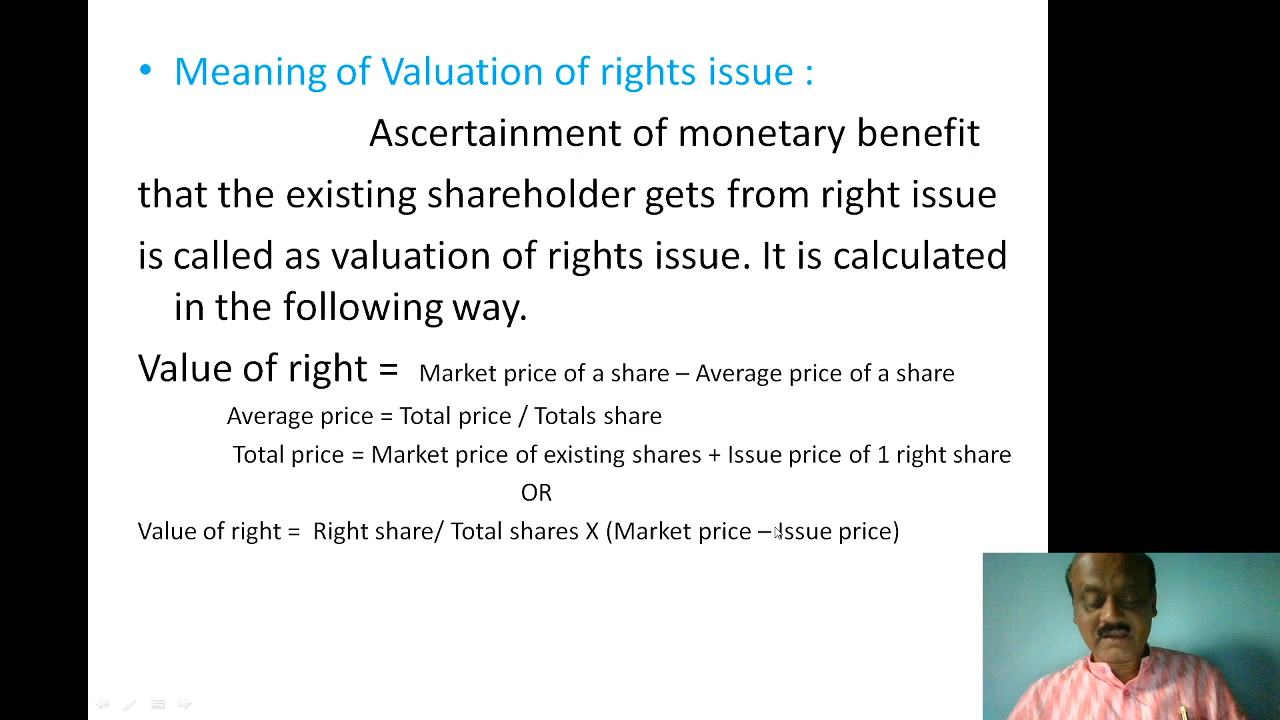 • Meaning of Valuation of rights issue :
Ascertainment of monetary benefit
that the existing shareholder gets from right issue
is called as valuation of rights issue. It is calculated
in the following way.
Value of right = Market price of a share – Average price of a share
Average price = Total price / Totals share
Total price = Market price of existing shares + Issue price of 1 right share
OR
Value of right = Right share/ Total shares X (Market price – Issue price)